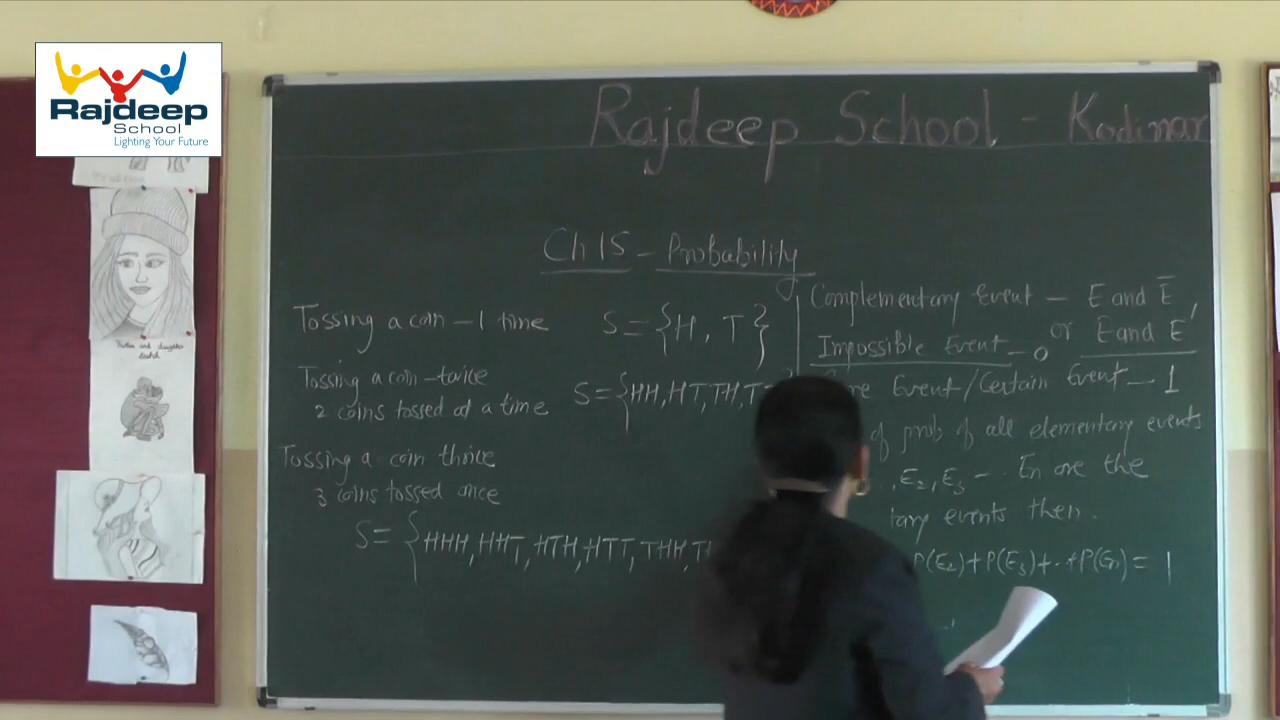 Rajdeep
School
Lighting Your Future
Rajdeep School - Kodinar
Ch 15 - Probability
Tossing a coin - 1 time S = {H, T}
Tossing a coin - twice
2 coins tossed at a time S = {HH, HT, TH, T
Tossing a coin thrice
3 coins tossed once
S = {HHH, HHT, HTH, HTT, THH, TH
Complementary Event - E and E̅,
or E and E'
Impossible Event - 0
Event/Certain Event - 1
of prob of all elementary events
, E₂, E₃ -- En are the
tary events then.
P(E₂)+P(E₃)+..+P(En) = 1